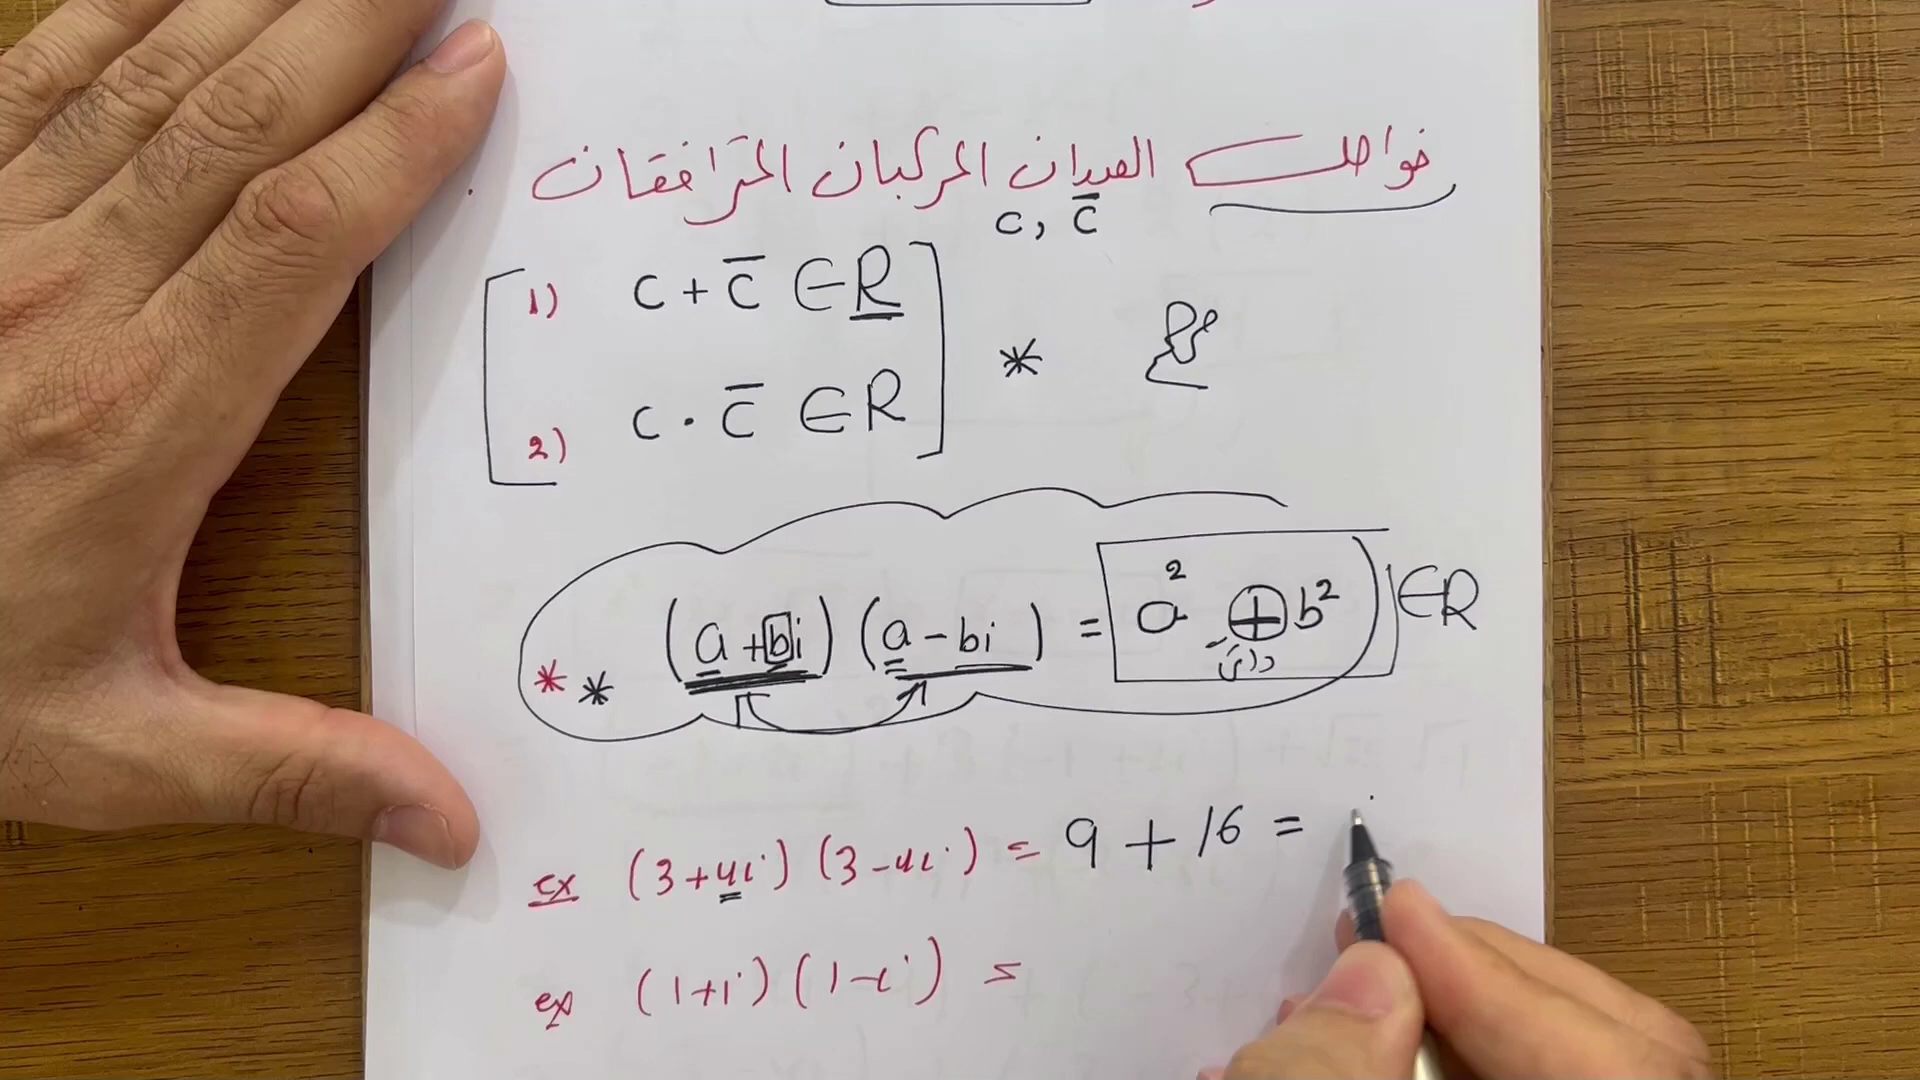 خواص العددان المركبان المترافقان .
c, c̄
1) c + c̄ ∈ R
*
2) c · c̄ ∈ R
* * (a + bi) (a - bi) = a² + b² ∈ R
دائمًا
ex (3+4i) (3-4i) = 9 + 16 =
ex (1+i) (1-i) =